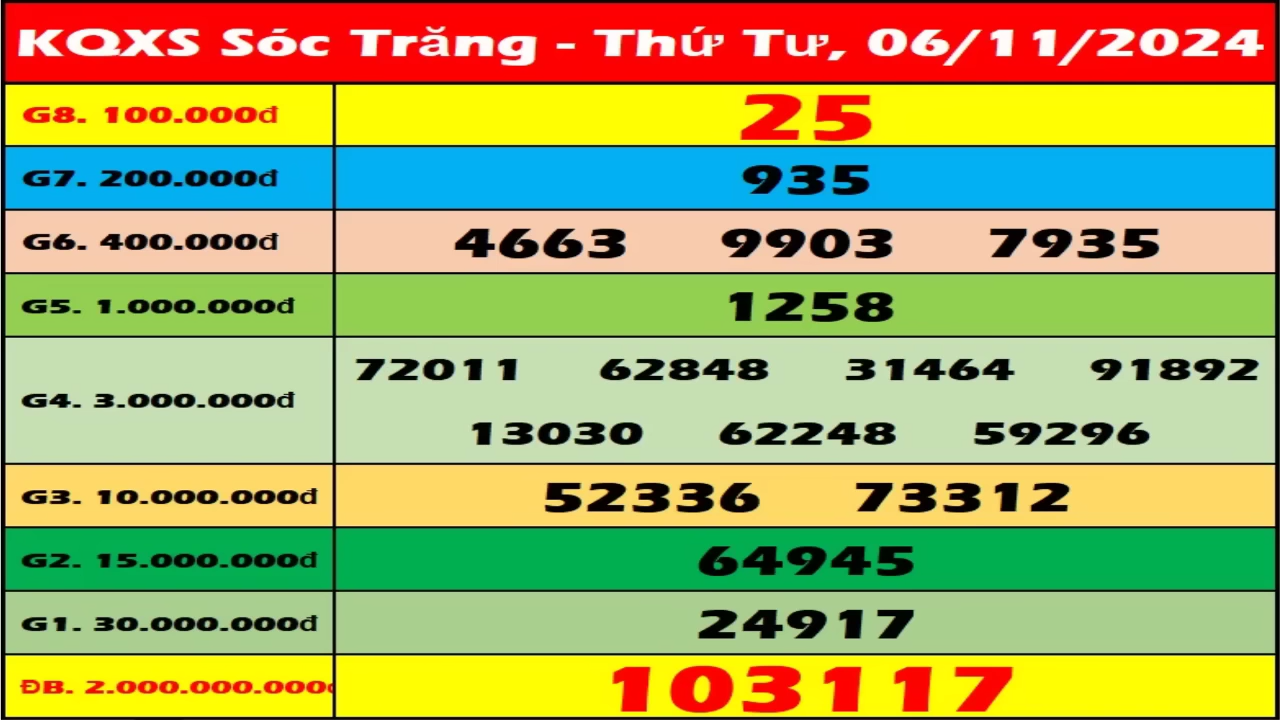 KQXS Sóc Trăng - Thứ Tư, 06/11/2024
G8. 100.000đ 25
G7. 200.000đ 935
G6. 400.000đ 4663 9903 7935
G5. 1.000.000đ 1258
72011 62848 31464 91892
G4. 3.000.000đ
13030 62248 59296
G3. 10.000.000đ 52336 73312
G2. 15.000.000đ 64945
G1. 30.000.000đ 24917
ĐB. 2.000.000.000đ 103117